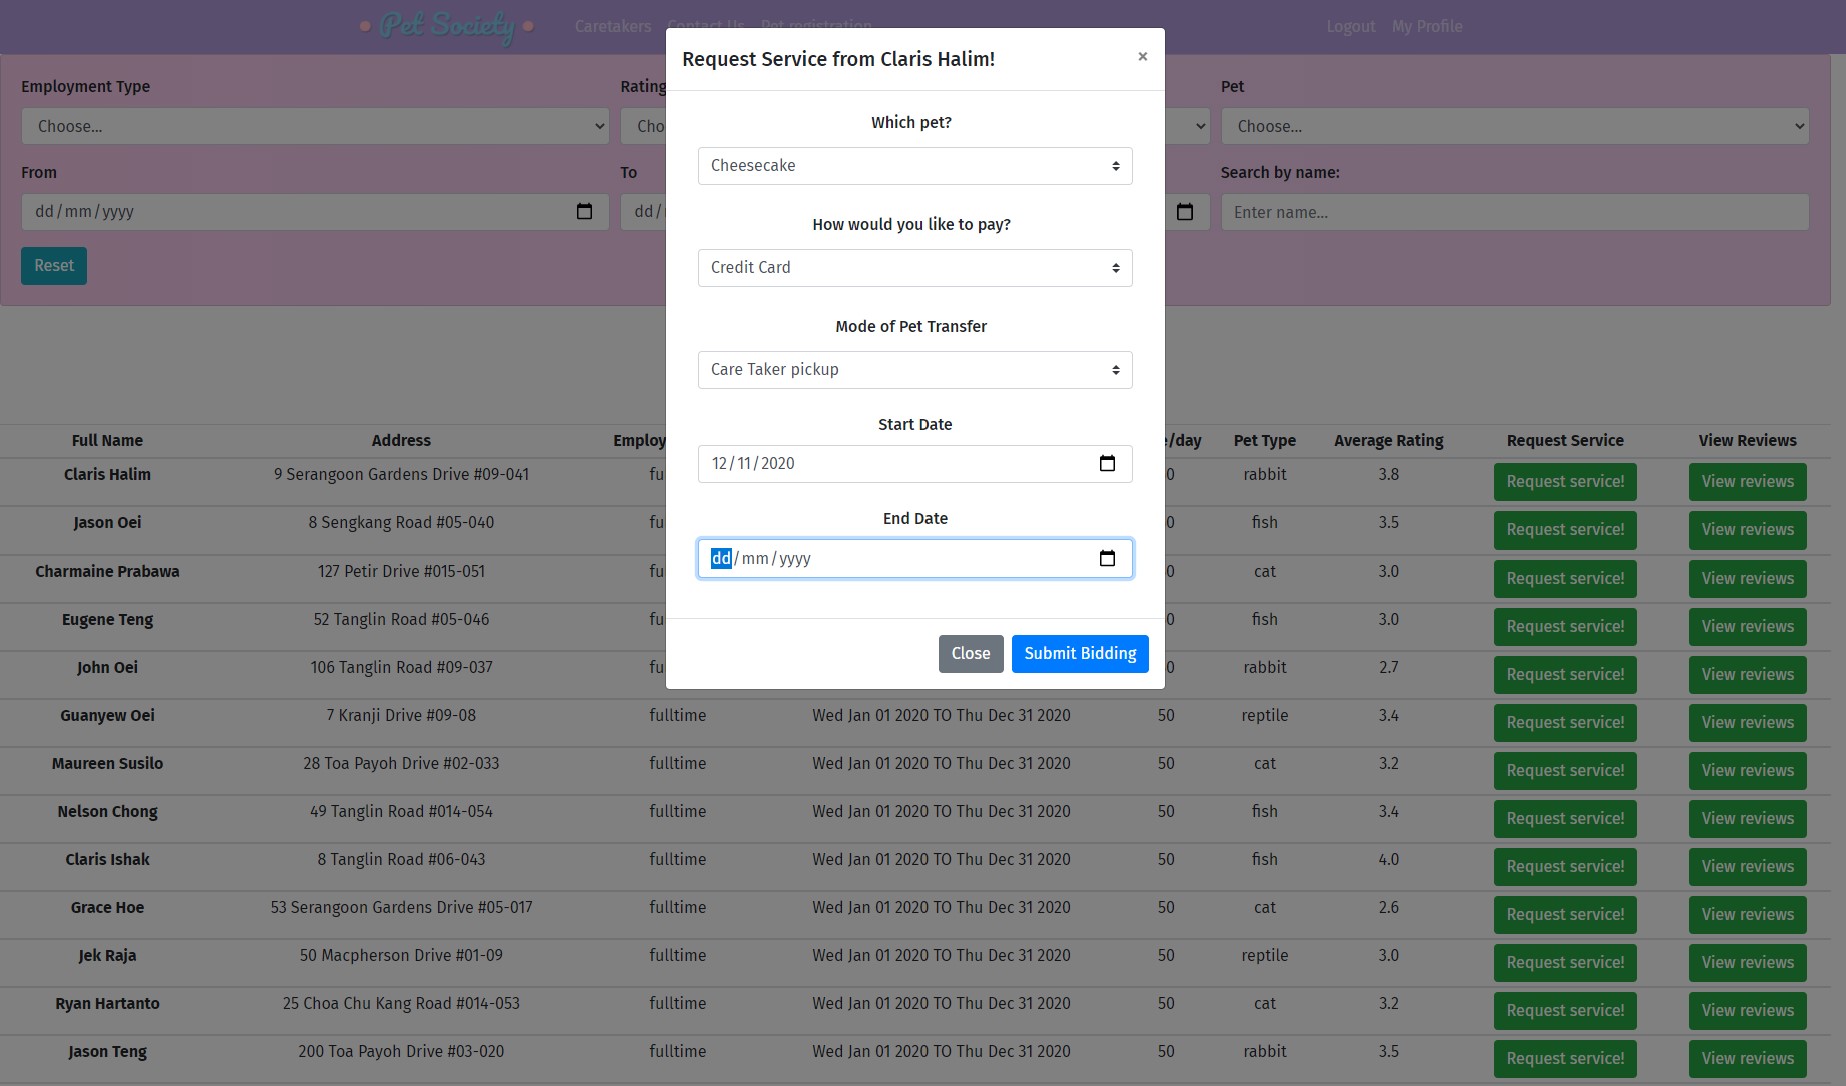 Pet Society Caretakers Contact Us Pet registration Logout My Profile
Request Service from Claris Halim! ×
Employment Type Rating Pet
Choose... Cho Choose...
From To Search by name:
dd/mm/yyyy dd/ Enter name...
Reset
Which pet?
Cheesecake
How would you like to pay?
Credit Card
Mode of Pet Transfer
Care Taker pickup
Start Date
12/11/2020
End Date
dd/mm/yyyy
Close Submit Bidding
Full Name Address Employ e/day Pet Type Average Rating Request Service View Reviews
Claris Halim 9 Serangoon Gardens Drive #09-041 fu 0 rabbit 3.8 Request service! View reviews
Jason Oei 8 Sengkang Road #05-040 fu 0 fish 3.5 Request service! View reviews
Charmaine Prabawa 127 Petir Drive #015-051 fu 0 cat 3.0 Request service! View reviews
Eugene Teng 52 Tanglin Road #05-046 fu 0 fish 3.0 Request service! View reviews
John Oei 106 Tanglin Road #09-037 fu 0 rabbit 2.7 Request service! View reviews
Guanyew Oei 7 Kranji Drive #09-08 fulltime Wed Jan 01 2020 TO Thu Dec 31 2020 50 reptile 3.4 Request service! View reviews
Maureen Susilo 28 Toa Payoh Drive #02-033 fulltime Wed Jan 01 2020 TO Thu Dec 31 2020 50 cat 3.2 Request service! View reviews
Nelson Chong 49 Tanglin Road #014-054 fulltime Wed Jan 01 2020 TO Thu Dec 31 2020 50 fish 3.4 Request service! View reviews
Claris Ishak 8 Tanglin Road #06-043 fulltime Wed Jan 01 2020 TO Thu Dec 31 2020 50 fish 4.0 Request service! View reviews
Grace Hoe 53 Serangoon Gardens Drive #05-017 fulltime Wed Jan 01 2020 TO Thu Dec 31 2020 50 cat 2.6 Request service! View reviews
Jek Raja 50 Macpherson Drive #01-09 fulltime Wed Jan 01 2020 TO Thu Dec 31 2020 50 reptile 3.0 Request service! View reviews
Ryan Hartanto 25 Choa Chu Kang Road #014-053 fulltime Wed Jan 01 2020 TO Thu Dec 31 2020 50 cat 3.2 Request service! View reviews
Jason Teng 200 Toa Payoh Drive #03-020 fulltime Wed Jan 01 2020 TO Thu Dec 31 2020 50 rabbit 3.5 Request service! View reviews